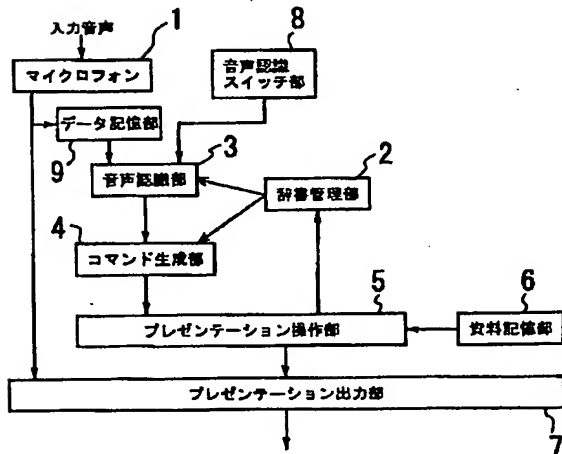 入力音声
1
マイクロフォン
8
音声認識
スイッチ部
データ記憶部
9
3
音声認識部
2
辞書管理部
4
コマンド生成部
5
プレゼンテーション操作部
6
資料記憶部
プレゼンテーション出力部
7